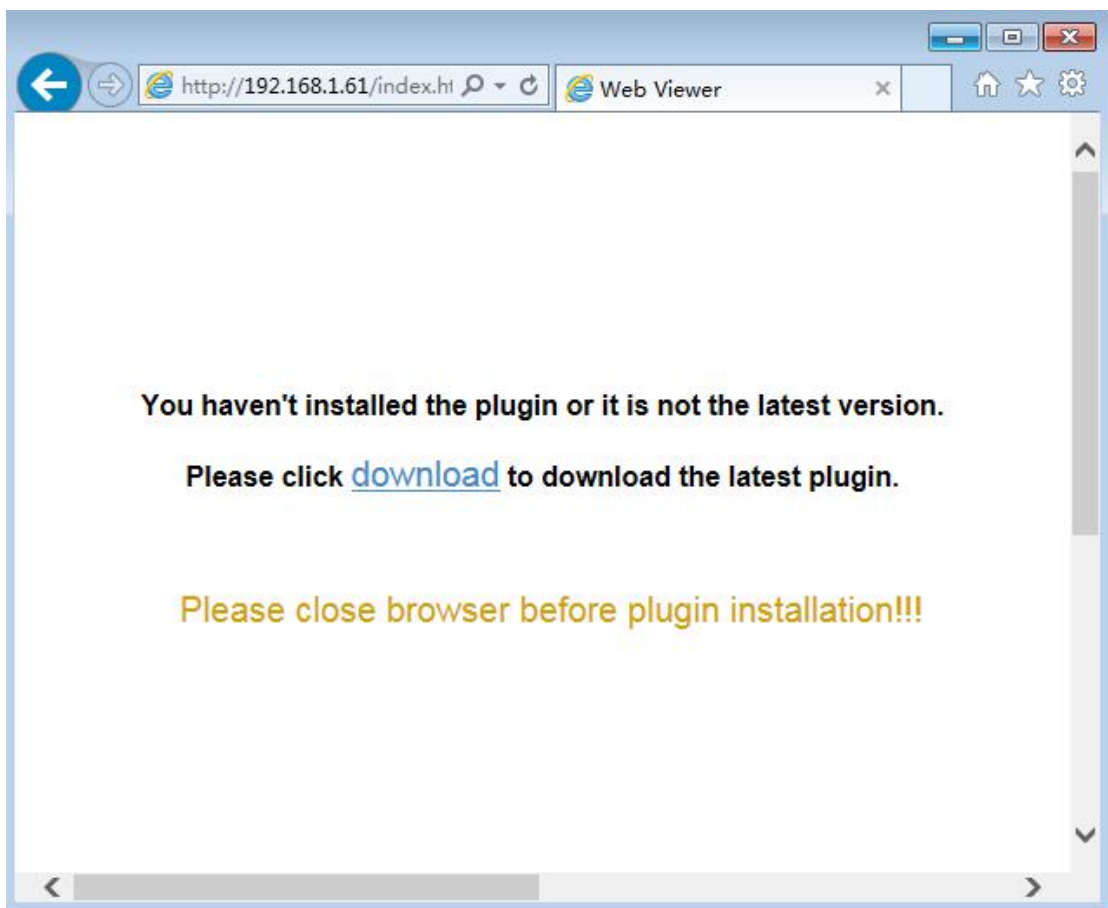 http://192.168.1.61/index.ht
Web Viewer
You haven't installed the plugin or it is not the latest version.
Please click download to download the latest plugin.
Please close browser before plugin installation!!!